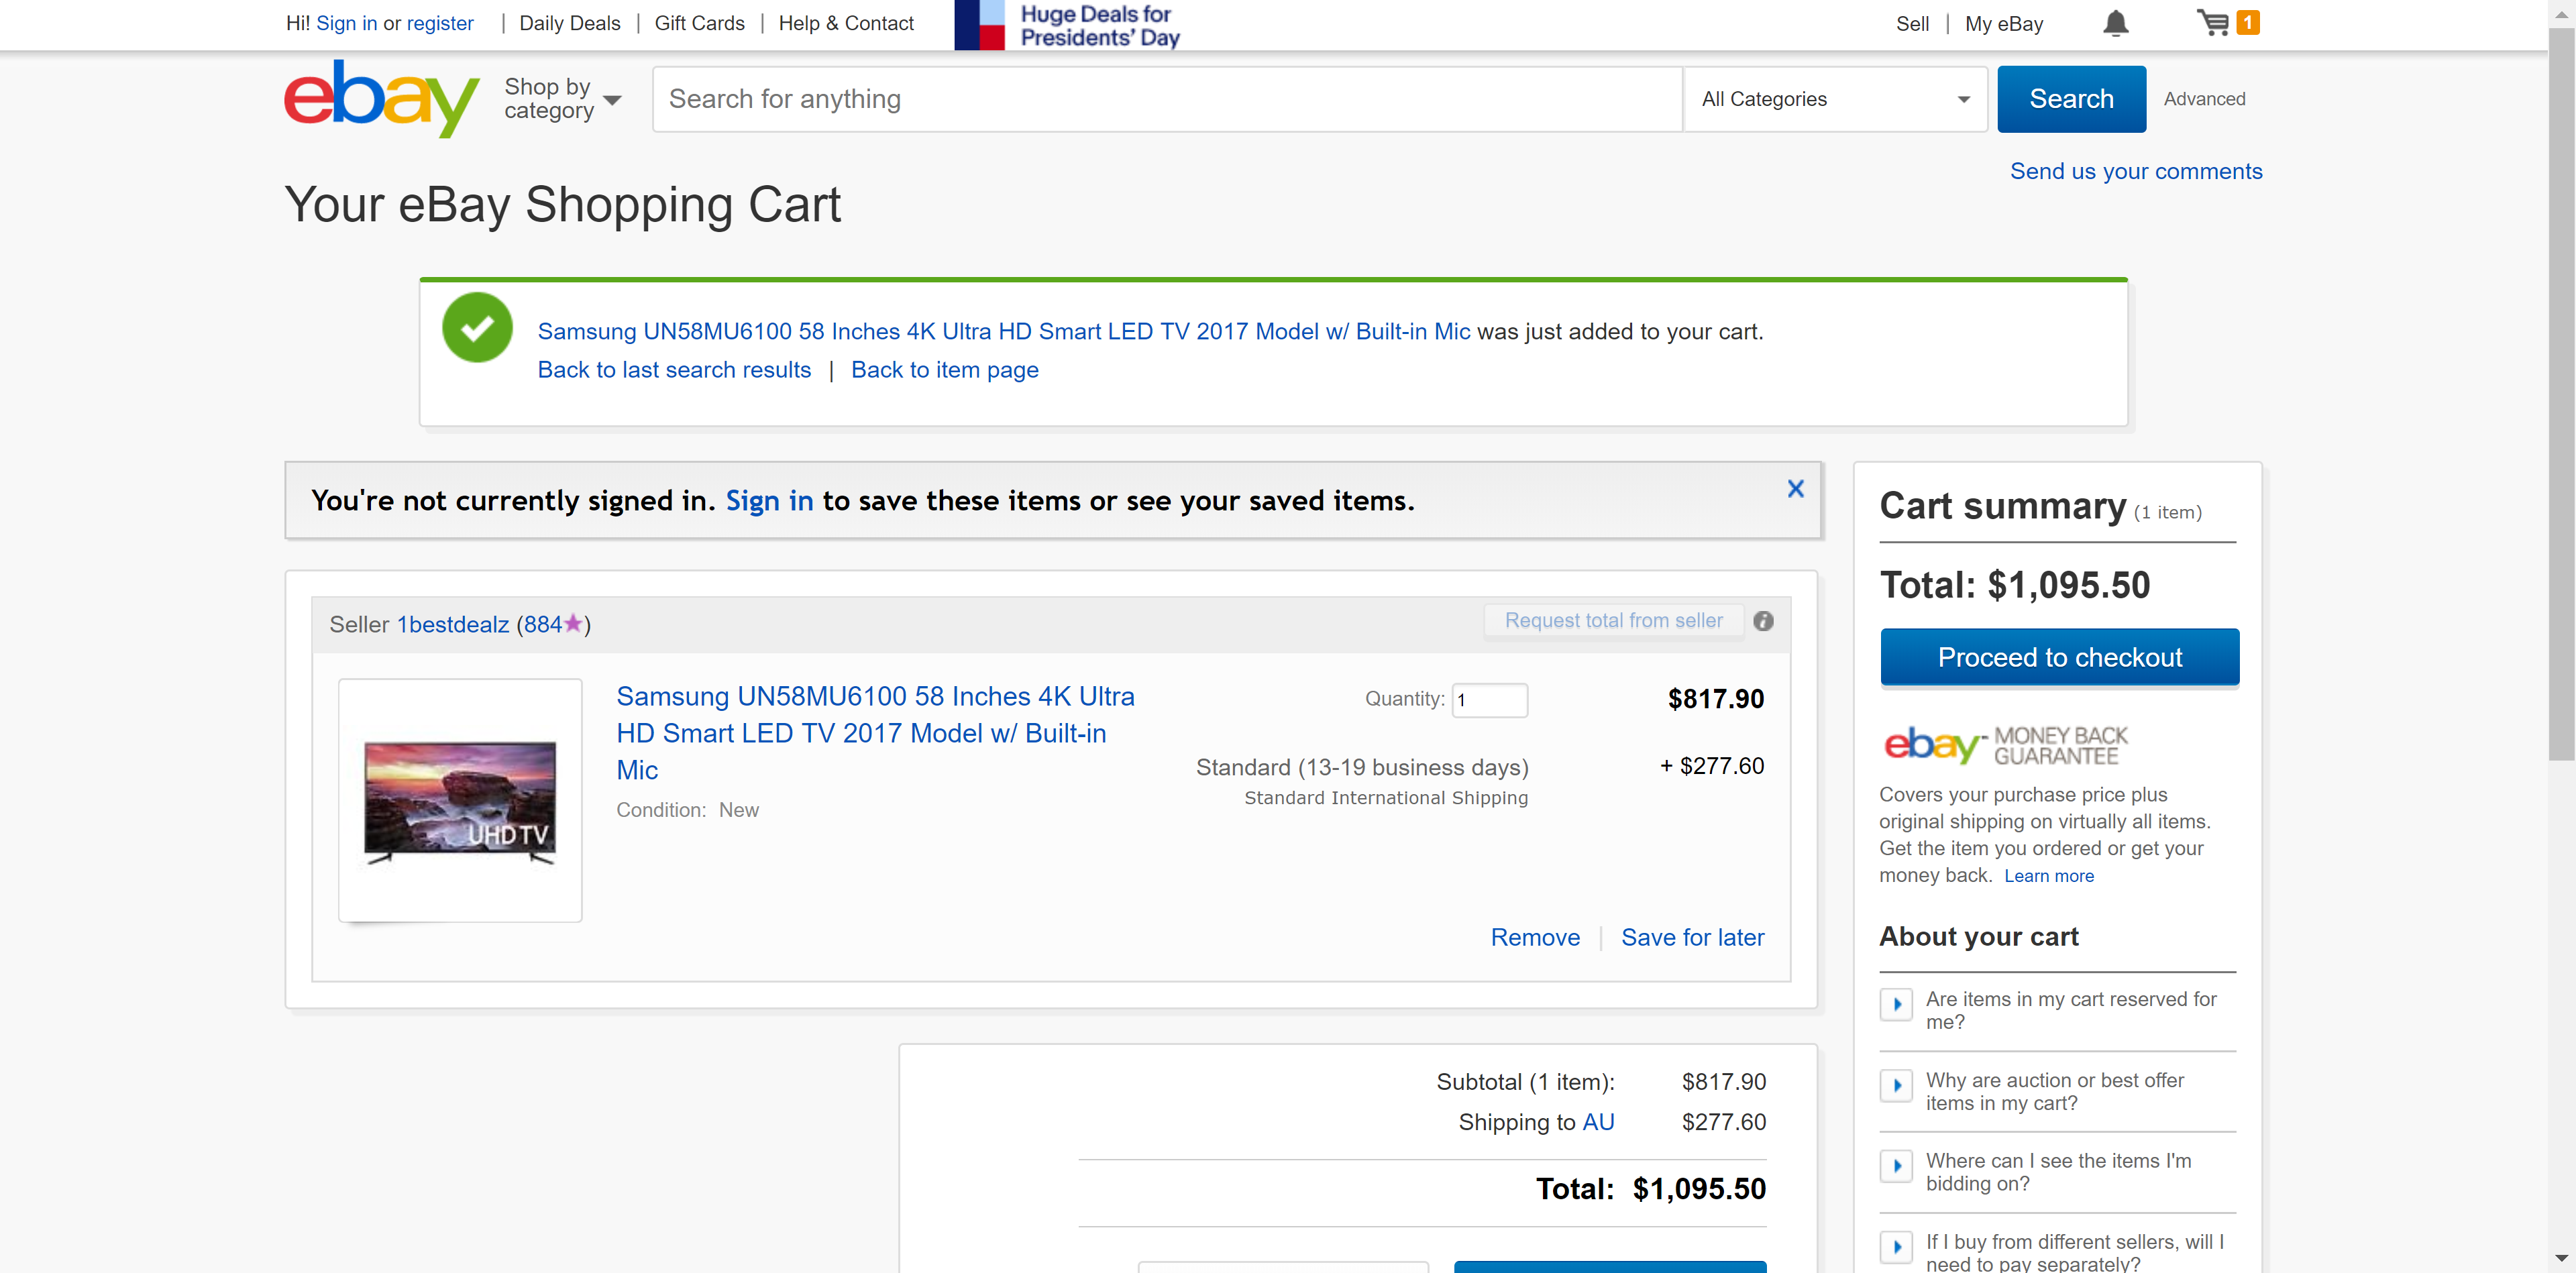 Hi! Sign in or register | Daily Deals | Gift Cards | Help & Contact
Huge Deals for
Presidents' Day
Sell | My eBay
1
ebay
Shop by
category
Search for anything
All Categories
Search
Advanced
Send us your comments
Your eBay Shopping Cart
Samsung UN58MU6100 58 Inches 4K Ultra HD Smart LED TV 2017 Model w/ Built-in Mic was just added to your cart.
Back to last search results | Back to item page
You're not currently signed in. Sign in to save these items or see your saved items.
X
Seller 1bestdealz (884★)
Request total from seller
i
UHD TV
Samsung UN58MU6100 58 Inches 4K Ultra
HD Smart LED TV 2017 Model w/ Built-in
Mic
Condition: New
Quantity: 1
$817.90
Standard (13-19 business days)
+ $277.60
Standard International Shipping
Remove | Save for later
Subtotal (1 item): $817.90
Shipping to AU $277.60
Total: $1,095.50
Cart summary (1 item)
Total: $1,095.50
Proceed to checkout
ebay™ MONEY BACK
GUARANTEE
Covers your purchase price plus
original shipping on virtually all items.
Get the item you ordered or get your
money back. Learn more
About your cart
Are items in my cart reserved for
me?
Why are auction or best offer
items in my cart?
Where can I see the items I'm
bidding on?
If I buy from different sellers, will I
need to pay separately?